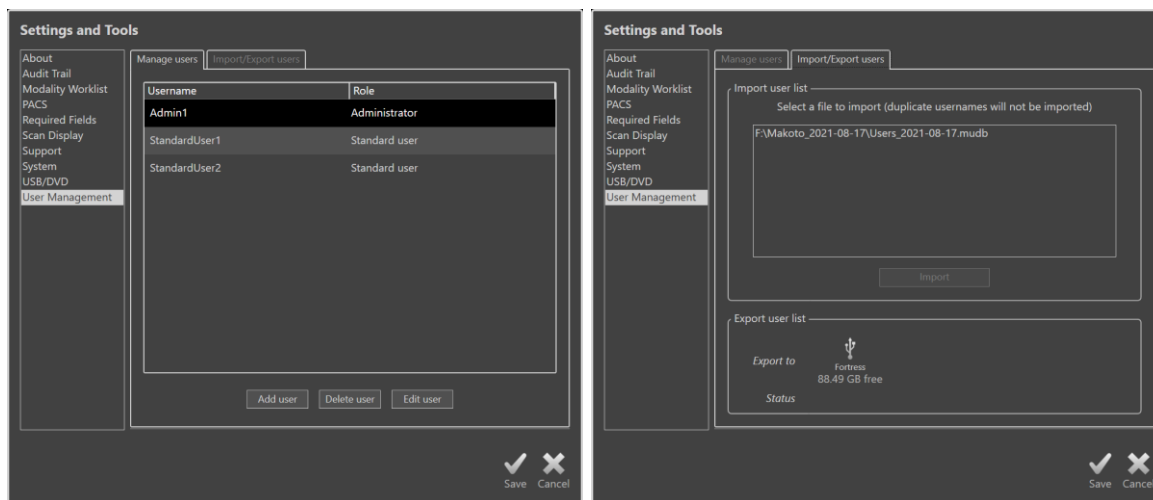 Settings and Tools
About
Audit Trail
Modality Worklist
PACS
Required Fields
Scan Display
Support
System
USB/DVD
User Management
Manage users Import/Export users
Username Role
Admin1 Administrator
StandardUser1 Standard user
StandardUser2 Standard user
Add user Delete user Edit user
Save Cancel
Settings and Tools
About
Audit Trail
Modality Worklist
PACS
Required Fields
Scan Display
Support
System
USB/DVD
User Management
Manage users Import/Export users
Import user list
Select a file to import (duplicate usernames will not be imported)
F:\Makoto_2021-08-17\Users_2021-08-17.mudb
Import
Export user list
Export to
Fortress
88.49 GB free
Status
Save Cancel